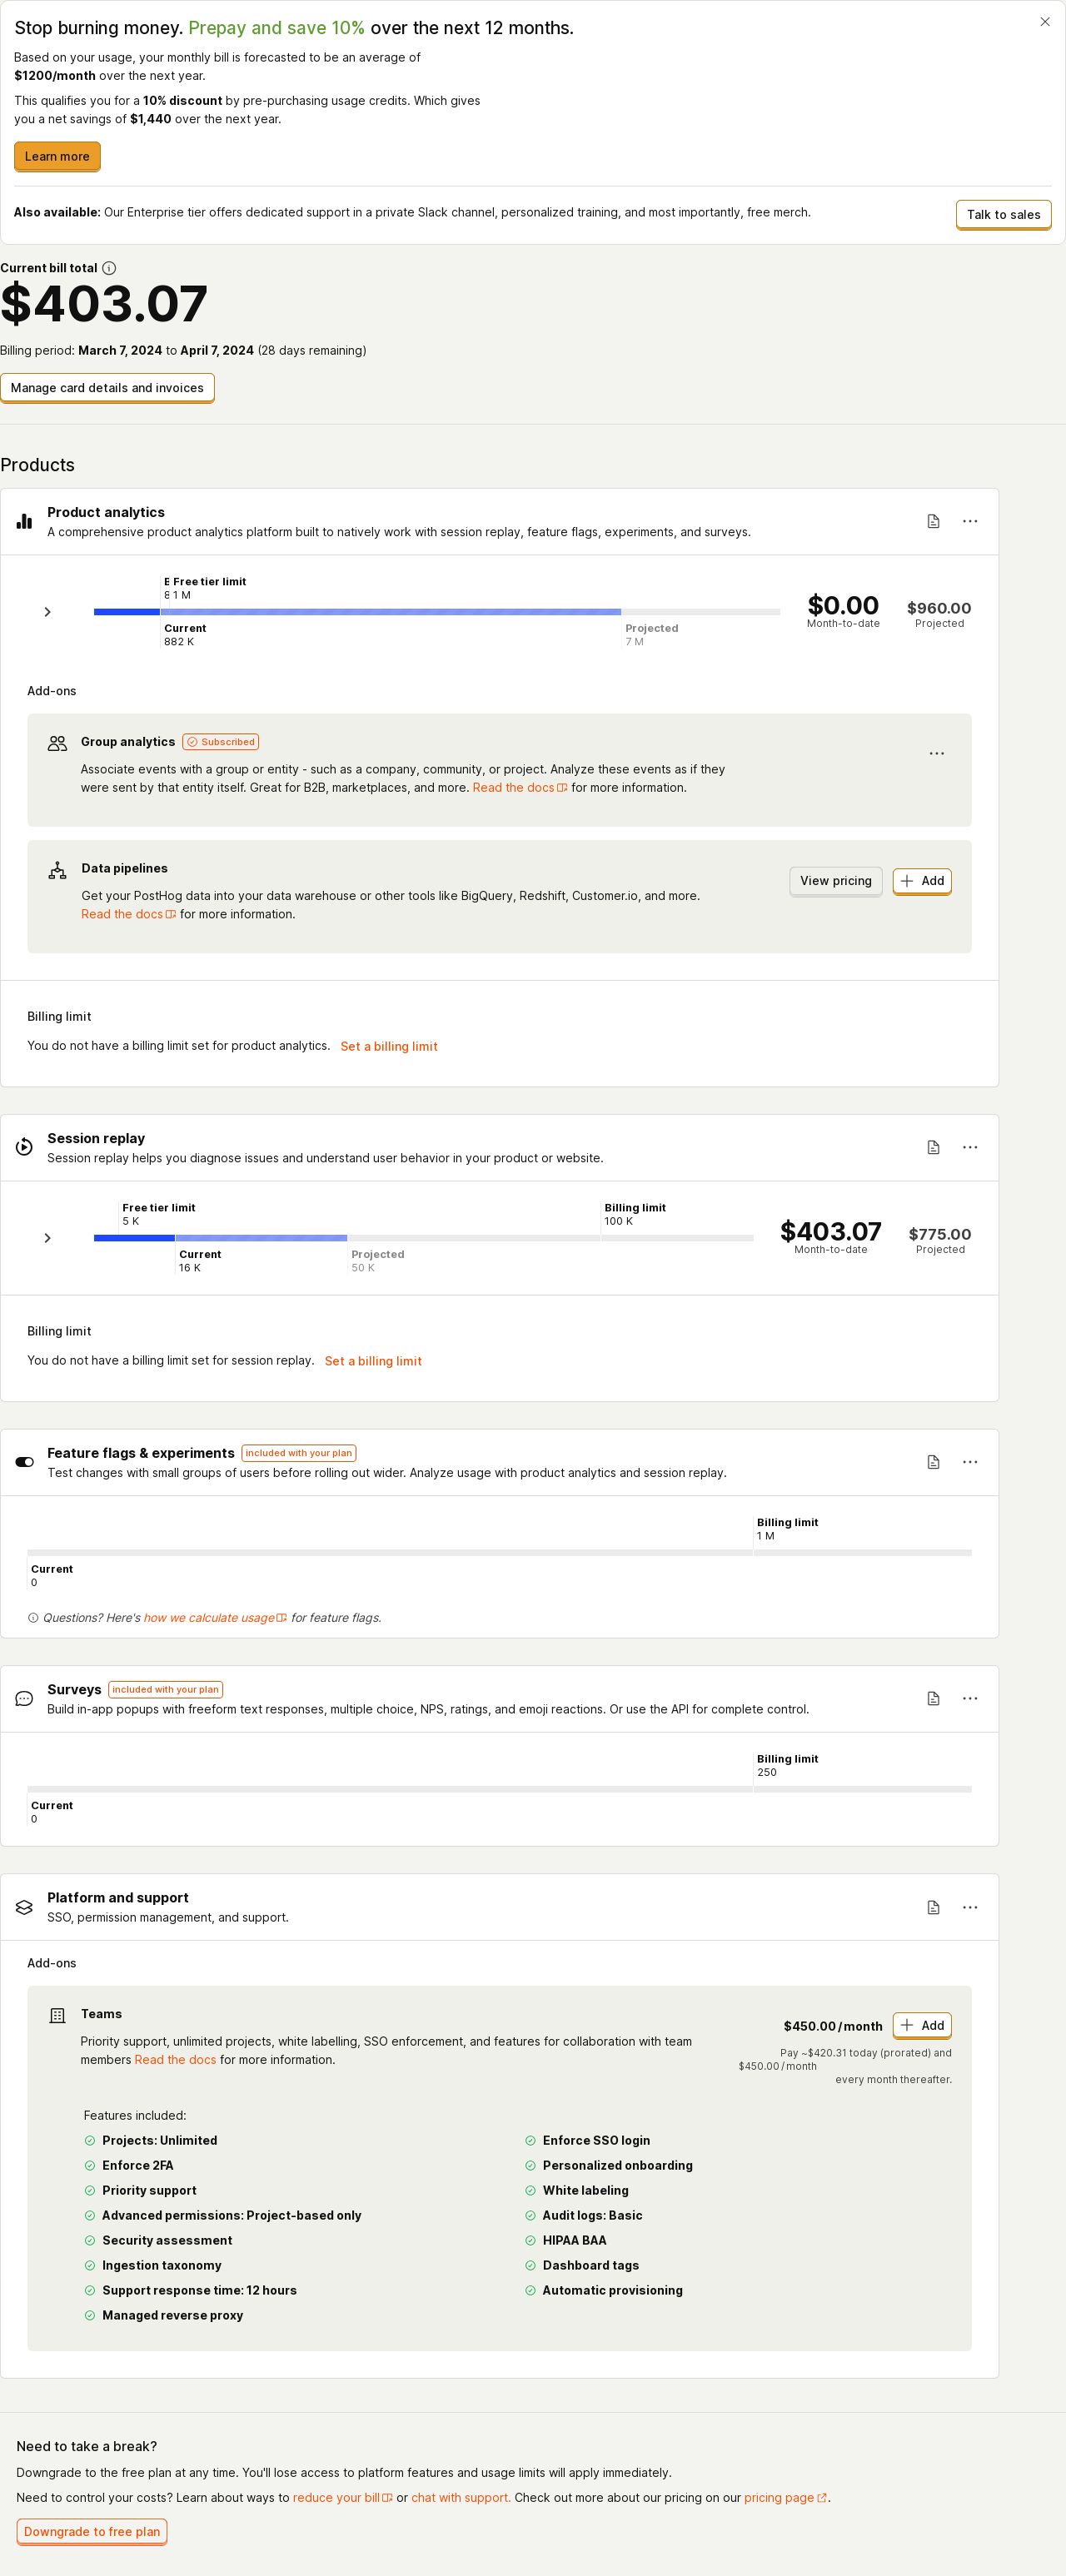 Stop burning money. Prepay and save 10% over the next 12 months.
Based on your usage, your monthly bill is forecasted to be an average of
$1200/month over the next year.
This qualifies you for a 10% discount by pre-purchasing usage credits. Which gives
you a net savings of $1,440 over the next year.
Learn more
Also available: Our Enterprise tier offers dedicated support in a private Slack channel, personalized training, and most importantly, free merch.
Talk to sales
Current bill total
$403.07
Billing period: March 7, 2024 to April 7, 2024 (28 days remaining)
Manage card details and invoices
Products
Product analytics
A comprehensive product analytics platform built to natively work with session replay, feature flags, experiments, and surveys.
Free tier limit
1 M
Current
882 K
Projected
7 M
$0.00
Month-to-date
$960.00
Projected
Add-ons
Group analytics Subscribed
Associate events with a group or entity - such as a company, community, or project. Analyze these events as if they
were sent by that entity itself. Great for B2B, marketplaces, and more. Read the docs for more information.
Data pipelines
Get your PostHog data into your data warehouse or other tools like BigQuery, Redshift, Customer.io, and more.
Read the docs for more information.
View pricing
Add
Billing limit
You do not have a billing limit set for product analytics. Set a billing limit
Session replay
Session replay helps you diagnose issues and understand user behavior in your product or website.
Free tier limit
5 K
Billing limit
100 K
Current
16 K
Projected
50 K
$403.07
Month-to-date
$775.00
Projected
Billing limit
You do not have a billing limit set for session replay. Set a billing limit
Feature flags & experiments included with your plan
Test changes with small groups of users before rolling out wider. Analyze usage with product analytics and session replay.
Billing limit
1 M
Current
0
Questions? Here's how we calculate usage for feature flags.
Surveys included with your plan
Build in-app popups with freeform text responses, multiple choice, NPS, ratings, and emoji reactions. Or use the API for complete control.
Billing limit
250
Current
0
Platform and support
SSO, permission management, and support.
Add-ons
Teams
Priority support, unlimited projects, white labelling, SSO enforcement, and features for collaboration with team
members Read the docs for more information.
$450.00/month
Add
Pay ~$420.31 today (prorated) and
$450.00/month
every month thereafter.
Features included:
Projects: Unlimited
Enforce 2FA
Priority support
Advanced permissions: Project-based only
Security assessment
Ingestion taxonomy
Support response time: 12 hours
Managed reverse proxy
Enforce SSO login
Personalized onboarding
White labeling
Audit logs: Basic
HIPAA BAA
Dashboard tags
Automatic provisioning
Need to take a break?
Downgrade to the free plan at any time. You'll lose access to platform features and usage limits will apply immediately.
Need to control your costs? Learn about ways to reduce your bill or chat with support. Check out more about our pricing on our pricing page.
Downgrade to free plan